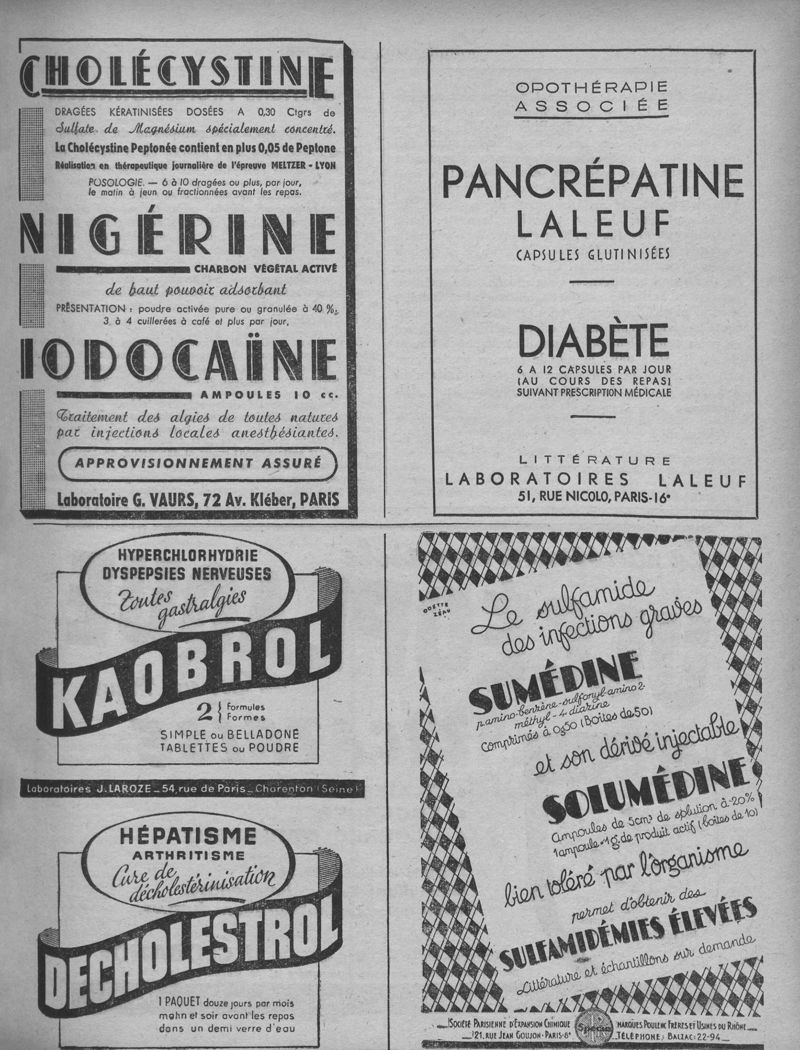 CHOLÉCYSTINE
DRAGÉES KÉRATINISÉES DOSÉES A 0,30 Ctgrs de
Sulfate de Magnésium spécialement concentré.
La Cholécystine Peptonée contient en plus 0,05 de Peptone
Réalisation en thérapeutique journalière de l'épreuve MELTZER - LYON
POSOLOGIE. — 6 à 10 dragées ou plus, par jour,
le matin à jeun ou fractionnées avant les repas.
NIGÉRINE
CHARBON VÉGÉTAL ACTIVÉ
de haut pouvoir adsorbant
PRÉSENTATION : poudre activée pure ou granulée à 40 %,
3 à 4 cuillerées à café et plus par jour,
IODOCAÏNE
AMPOULES 10 cc.
Traitement des algies de toutes natures
par injections locales anesthésiantes.
APPROVISIONNEMENT ASSURÉ
Laboratoire G. VAURS, 72 Av. Kléber, PARIS
OPOTHÉRAPIE
ASSOCIÉE
PANCRÉPATINE
LALEUF
CAPSULES GLUTINISÉES
DIABÈTE
6 A 12 CAPSULES PAR JOUR
(AU COURS DES REPAS)
SUIVANT PRESCRIPTION MÉDICALE
LITTÉRATURE
LABORATOIRES LALEUF
51, RUE NICOLO, PARIS-16e
HYPERCHLORHYDRIE
DYSPEPSIES NERVEUSES
Toutes
gastralgies
KAOBROL
2 } Formules
Formes
SIMPLE ou BELLADONÉ
TABLETTES ou POUDRE
Laboratoires J. LAROZE _ 54, rue de Paris _ Charenton (Seine)
HÉPATISME
ARTHRITISME
Cure de
décholestérinisation
DECHOLESTROL
1 PAQUET douze jours par mois
matin et soir avant les repas
dans un demi verre d'eau
ODETTE
ZÉAU
Le sulfamide
des infections graves
SUMÉDINE
p.amino-benzène-sulfonyl-amino 2
méthyl - 4 diazine
Comprimés à 0g50 (Boîtes de 50)
et son dérivé injectable
SOLUMÉDINE
Ampoules de 5cm³ de solution à 20%
1 ampoule = 1g. de produit actif (boîtes de 10)
bien toléré par l'organisme
permet d'obtenir des
SULFAMIDÉMIES ÉLEVÉES
Littérature et échantillons sur demande
SOCIÉTÉ PARISIENNE D'EXPANSION CHIMIQUE Specia MARQUES POULENC FRÈRES ET USINES DU RHÔNE
121, RUE JEAN GOUJON - PARIS-8e TÉLÉPHONE: BALZAC: 22-94